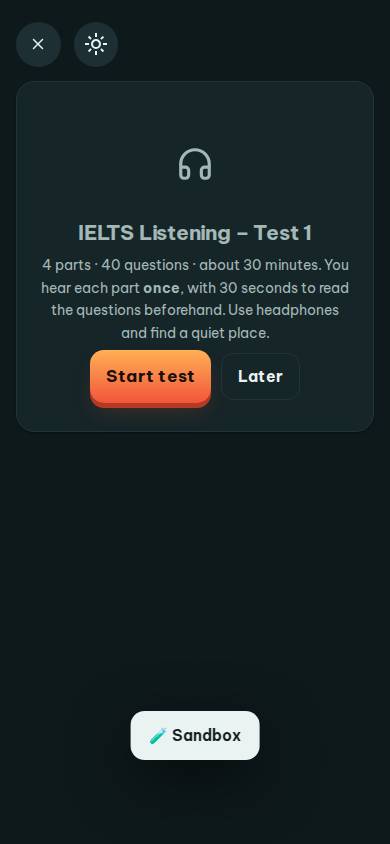 IELTS Listening – Test 1
4 parts · 40 questions · about 30 minutes. You
hear each part once, with 30 seconds to read
the questions beforehand. Use headphones
and find a quiet place.
Start test
Later
Sandbox